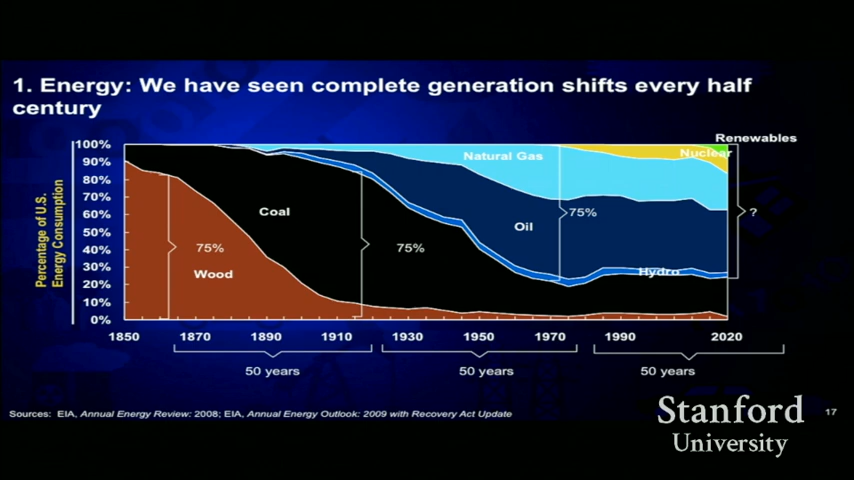 1. Energy: We have seen complete generation shifts every half
century
Renewables
100%
90%
80%
70%
60%
50%
40%
30%
20%
10%
0%
Percentage of U.S.
Energy Consumption
Natural Gas
Nuclear
Coal
75%
?
Oil
75%
75%
Wood
Hydro
1850
1870
1890
1910
1930
1950
1970
1990
2020
50 years
50 years
50 years
Sources: EIA, Annual Energy Review: 2008; EIA, Annual Energy Outlook: 2009 with Recovery Act Update
17
Stanford
University